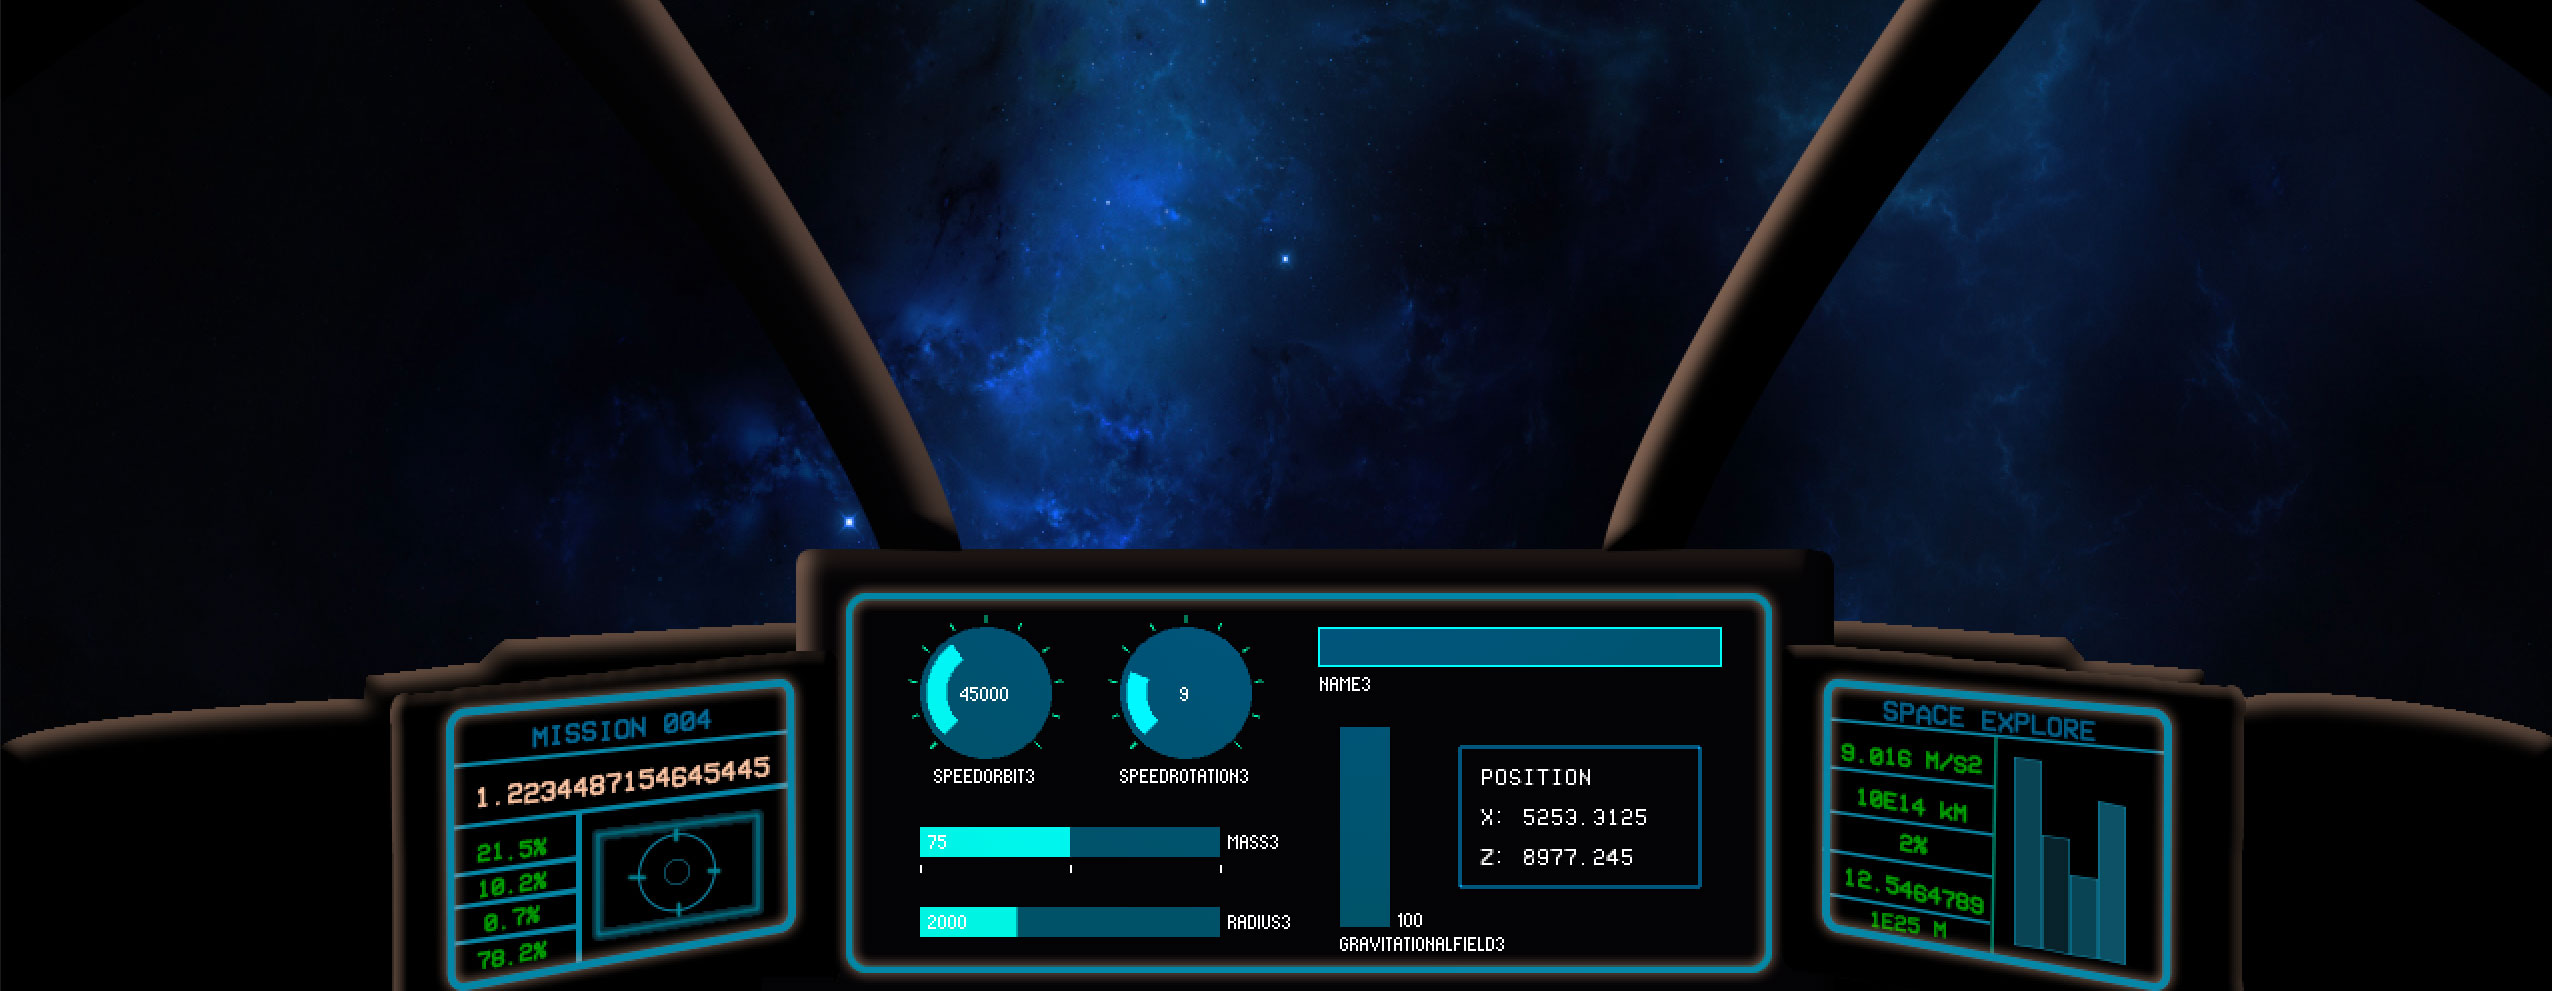 MISSION 004
1.2234487154645445
21.5%
10.2%
0.7%
78.2%
45000
SPEEDORBIT3
9
SPEEDROTATION3
75
MASS3
2000
RADIUS3
NAME3
100
GRAVITATIONALFIELD3
POSITION
X: 5253.3125
Z: 8977.245
SPACE EXPLORE
9.016 M/S2
10E14 kM
2%
12.5464789
1E25 M